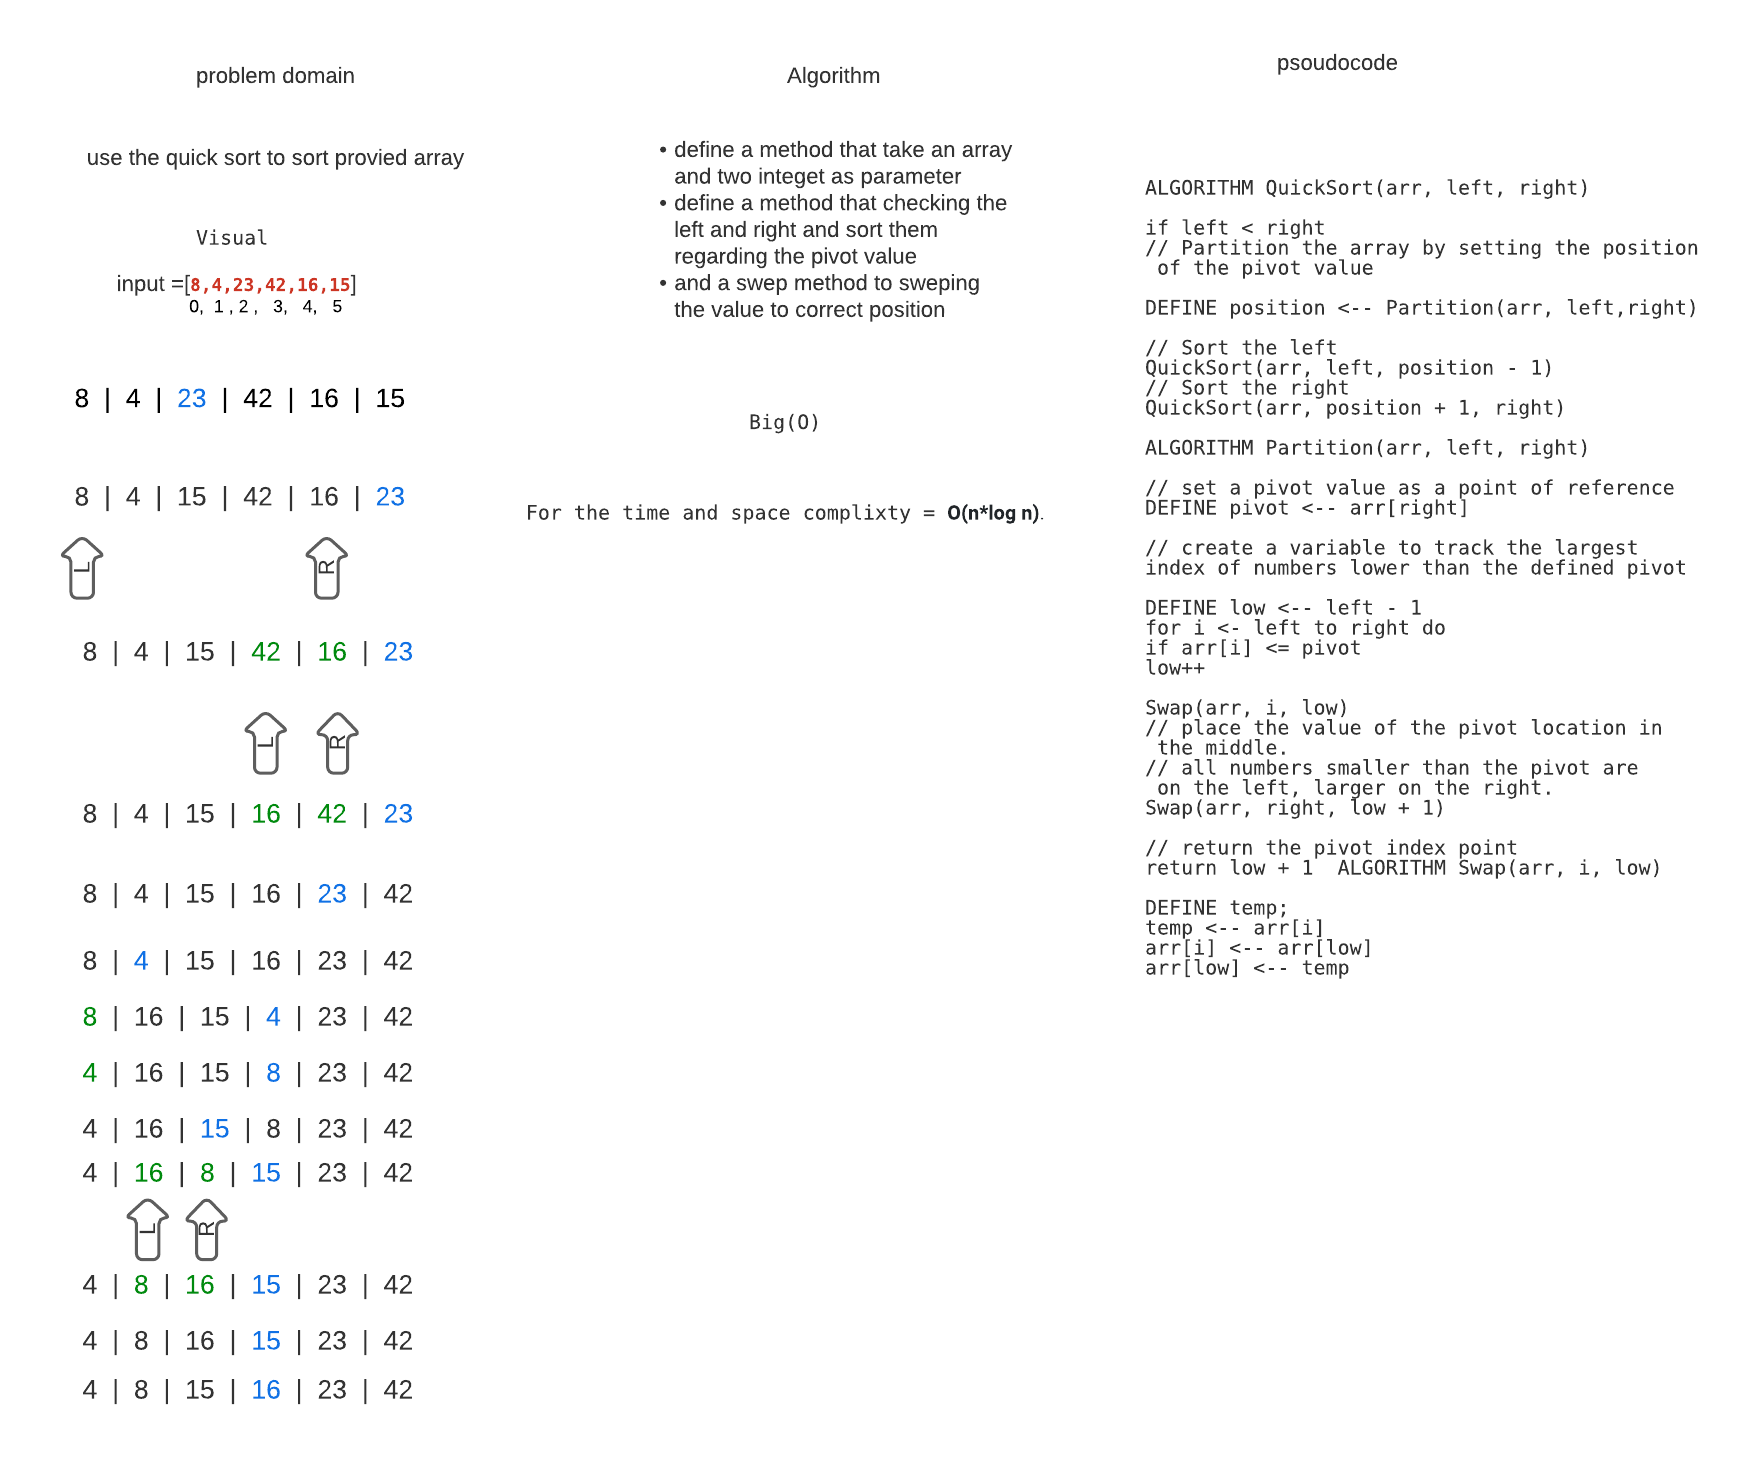 problem domain
use the quick sort to sort provied array
Visual
input =[8,4,23,42,16,15]
0, 1 , 2 , 3, 4, 5
8 | 4 | 23 | 42 | 16 | 15
8 | 4 | 15 | 42 | 16 | 23
L R
8 | 4 | 15 | 42 | 16 | 23
L R
8 | 4 | 15 | 16 | 42 | 23
8 | 4 | 15 | 16 | 23 | 42
8 | 4 | 15 | 16 | 23 | 42
8 | 16 | 15 | 4 | 23 | 42
4 | 16 | 15 | 8 | 23 | 42
4 | 16 | 15 | 8 | 23 | 42
4 | 16 | 8 | 15 | 23 | 42
L R
4 | 8 | 16 | 15 | 23 | 42
4 | 8 | 16 | 15 | 23 | 42
4 | 8 | 15 | 16 | 23 | 42
Algorithm
• define a method that take an array
and two integet as parameter
• define a method that checking the
left and right and sort them
regarding the pivot value
• and a swep method to sweping
the value to correct position
Big(O)
For the time and space complixty = O(n*log n).
psoudocode
ALGORITHM QuickSort(arr, left, right)
if left < right
// Partition the array by setting the position
of the pivot value
DEFINE position <-- Partition(arr, left,right)
// Sort the left
QuickSort(arr, left, position - 1)
// Sort the right
QuickSort(arr, position + 1, right)
ALGORITHM Partition(arr, left, right)
// set a pivot value as a point of reference
DEFINE pivot <-- arr[right]
// create a variable to track the largest
index of numbers lower than the defined pivot
DEFINE low <-- left - 1
for i <- left to right do
if arr[i] <= pivot
low++
Swap(arr, i, low)
// place the value of the pivot location in
the middle.
// all numbers smaller than the pivot are
on the left, larger on the right.
Swap(arr, right, low + 1)
// return the pivot index point
return low + 1  ALGORITHM Swap(arr, i, low)
DEFINE temp;
temp <-- arr[i]
arr[i] <-- arr[low]
arr[low] <-- temp